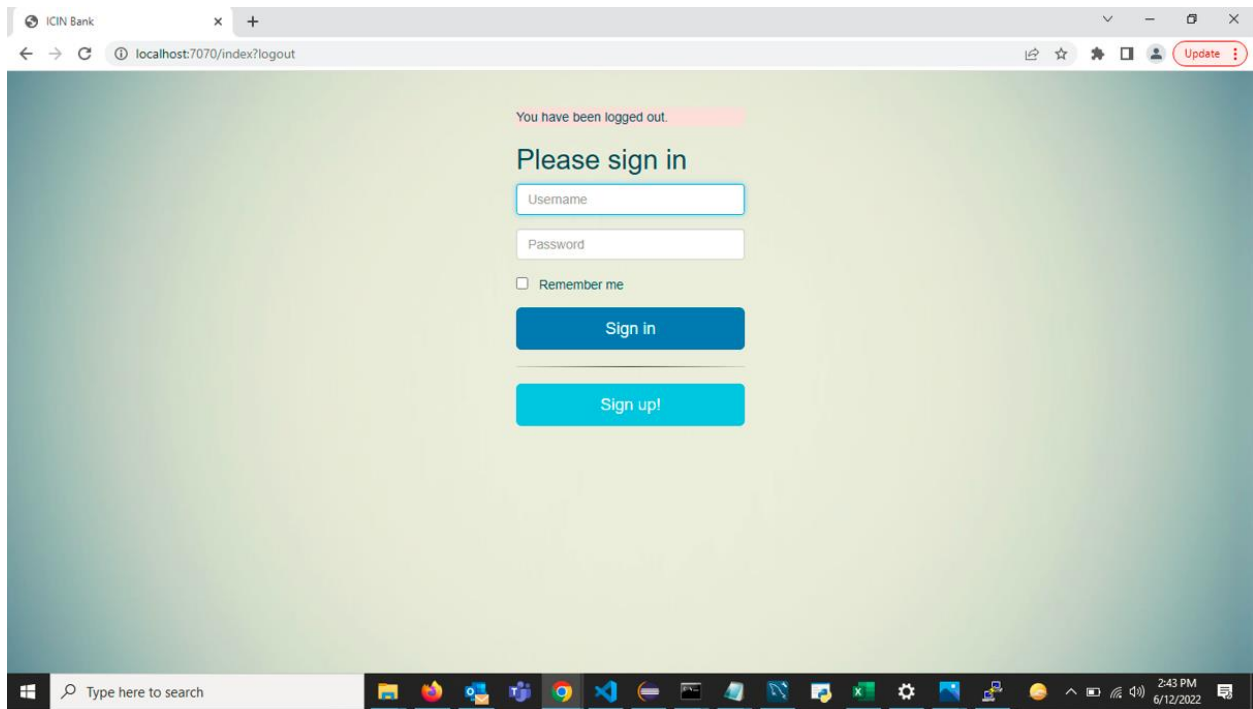 ICIN Bank
localhost:7070/index?logout
Update
You have been logged out.
Please sign in
Username
Password
Remember me
Sign in
Sign up!
Type here to search
2:43 PM
6/12/2022